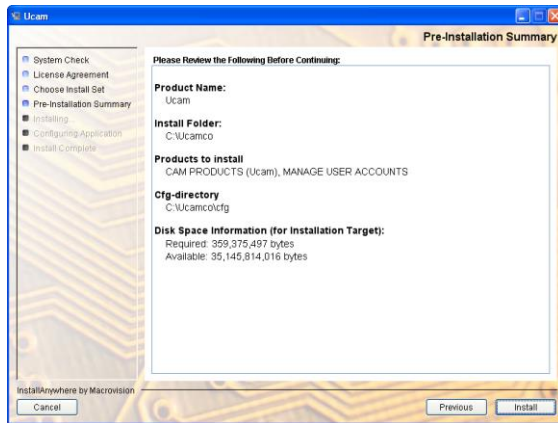 Ucam
Pre-Installation Summary
System Check
License Agreement
Choose Install Set
Pre-Installation Summary
Installing...
Configuring Application
Install Complete
Please Review the Following Before Continuing:
Product Name:
Ucam
Install Folder:
C:\Ucamco
Products to install
CAM PRODUCTS (Ucam), MANAGE USER ACCOUNTS
Cfg-directory
C:\Ucamco\cfg
Disk Space Information (for Installation Target):
Required: 359,375,497 bytes
Available: 35,145,814,016 bytes
InstallAnywhere by Macrovision
Cancel
Previous
Install